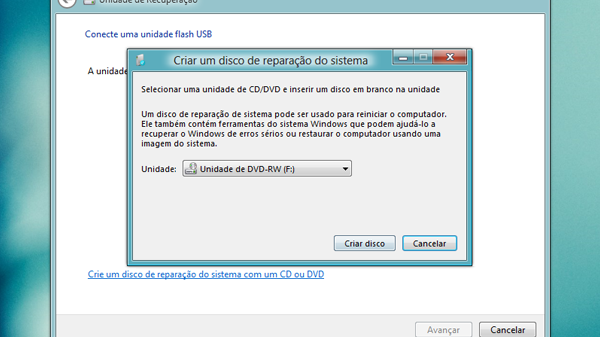 Unidade de Recuperação
Conecte uma unidade flash USB
Criar um disco de reparação do sistema
A unidade
Selecionar uma unidade de CD/DVD e inserir um disco em branco na unidade
Um disco de reparação de sistema pode ser usado para reiniciar o computador.
Ele também contém ferramentas do sistema Windows que podem ajudá-lo a
recuperar o Windows de erros sérios ou restaurar o computador usando uma
imagem do sistema.
Unidade: Unidade de DVD-RW (F:)
Criar disco Cancelar
Crie um disco de reparação do sistema com um CD ou DVD
Avançar Cancelar